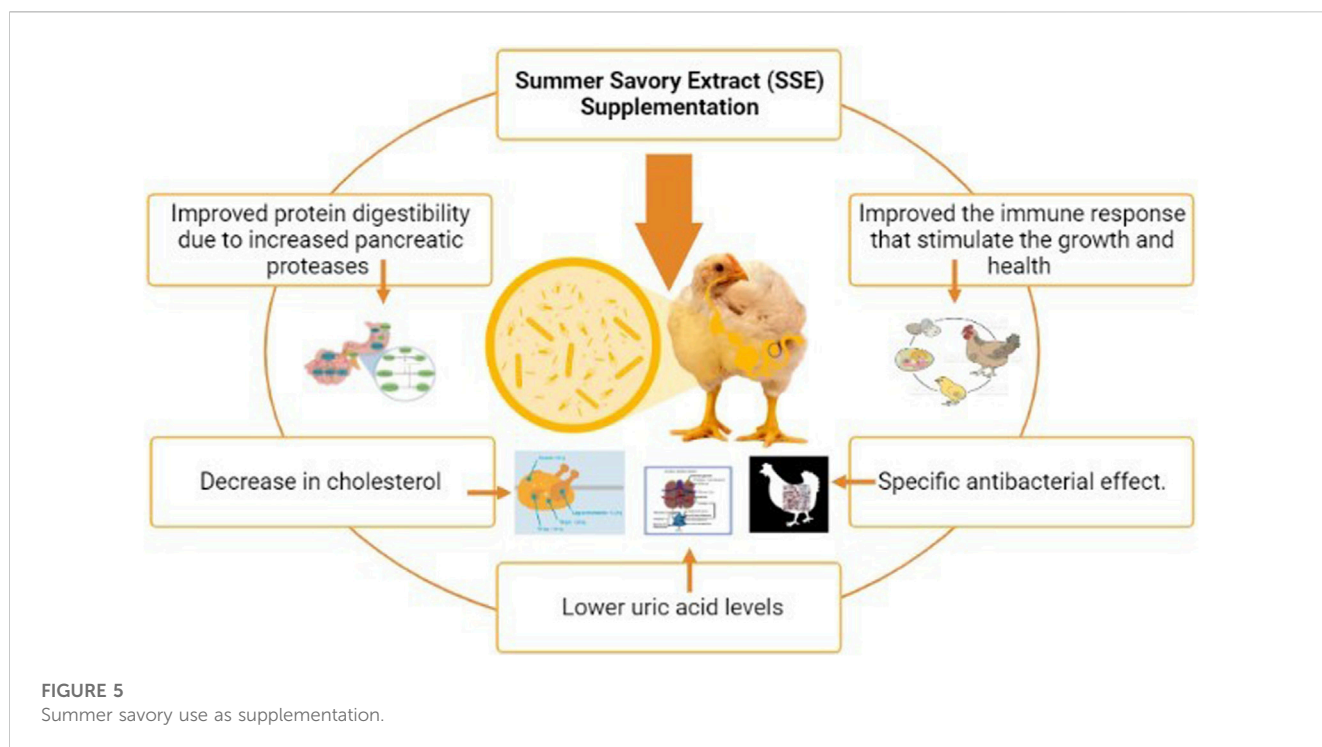 Summer Savory Extract (SSE)
Supplementation
Improved protein digestibility
due to increased pancreatic
proteases
Improved the immune response
that stimulate the growth and
health
Decrease in cholesterol
Specific antibacterial effect.
Lower uric acid levels
FIGURE 5
Summer savory use as supplementation.